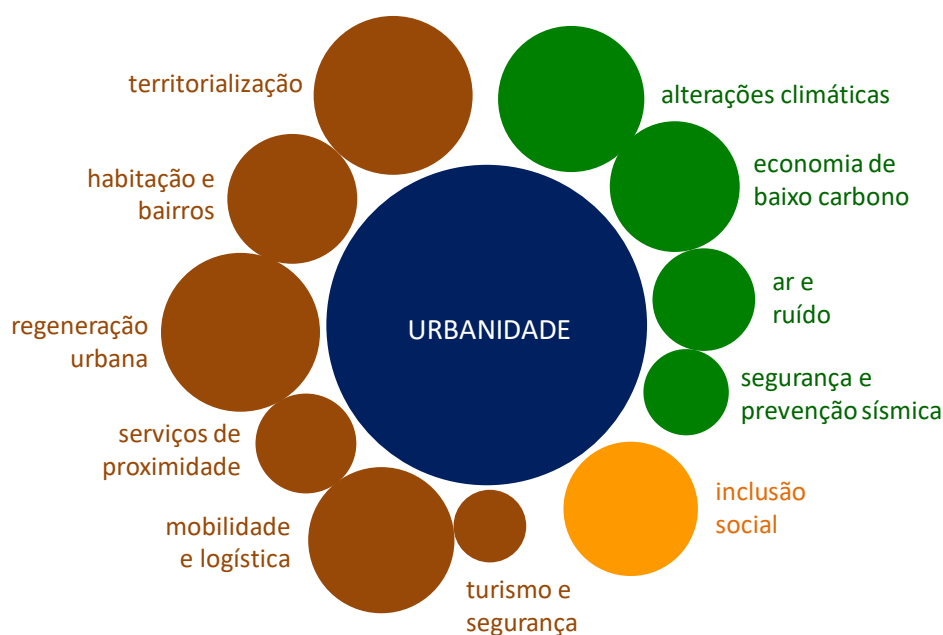 territorialização
habitação e
bairros
regeneração
urbana
serviços de
proximidade
mobilidade
e logística
turismo e
segurança
URBANIDADE
alterações climáticas
economia de
baixo carbono
ar e
ruído
segurança e
prevenção sísmica
inclusão
social